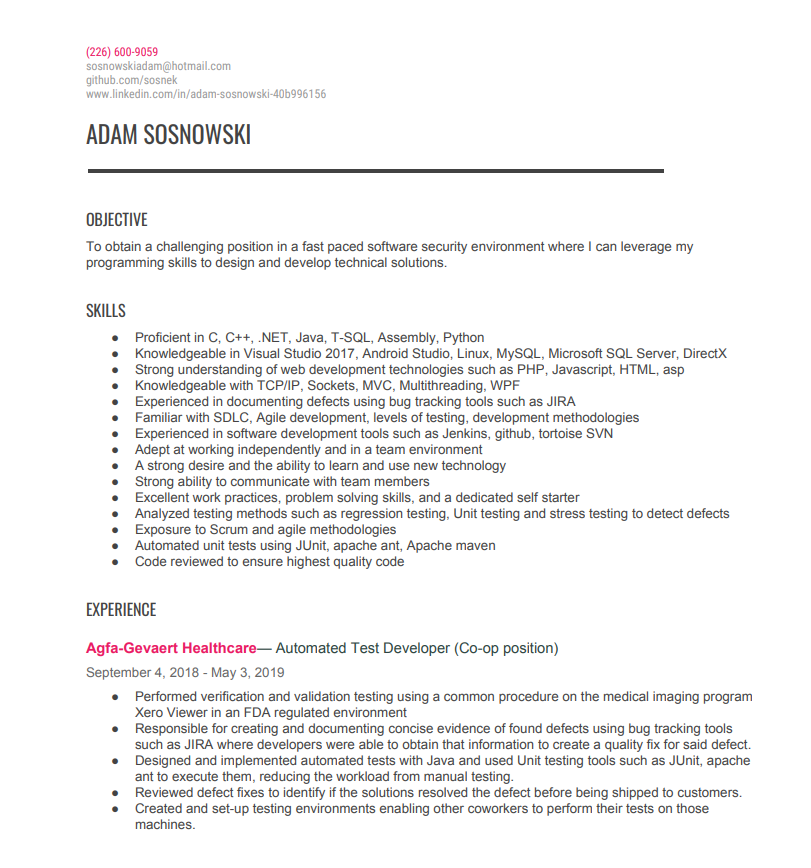 (226) 600-9059
sosnowskiadam@hotmail.com
github.com/sosnek
www.linkedin.com/in/adam-sosnowski-40b996156
ADAM SOSNOWSKI
OBJECTIVE
To obtain a challenging position in a fast paced software security environment where I can leverage my
programming skills to design and develop technical solutions.
SKILLS
● Proficient in C, C++, .NET, Java, T-SQL, Assembly, Python
● Knowledgeable in Visual Studio 2017, Android Studio, Linux, MySQL, Microsoft SQL Server, DirectX
● Strong understanding of web development technologies such as PHP, Javascript, HTML, asp
● Knowledgeable with TCP/IP, Sockets, MVC, Multithreading, WPF
● Experienced in documenting defects using bug tracking tools such as JIRA
● Familiar with SDLC, Agile development, levels of testing, development methodologies
● Experienced in software development tools such as Jenkins, github, tortoise SVN
● Adept at working independently and in a team environment
● A strong desire and the ability to learn and use new technology
● Strong ability to communicate with team members
● Excellent work practices, problem solving skills, and a dedicated self starter
● Analyzed testing methods such as regression testing, Unit testing and stress testing to detect defects
● Exposure to Scrum and agile methodologies
● Automated unit tests using JUnit, apache ant, Apache maven
● Code reviewed to ensure highest quality code
EXPERIENCE
Agfa-Gevaert Healthcare— Automated Test Developer (Co-op position)
September 4, 2018 - May 3, 2019
● Performed verification and validation testing using a common procedure on the medical imaging program
Xero Viewer in an FDA regulated environment
● Responsible for creating and documenting concise evidence of found defects using bug tracking tools
such as JIRA where developers were able to obtain that information to create a quality fix for said defect.
● Designed and implemented automated tests with Java and used Unit testing tools such as JUnit, apache
ant to execute them, reducing the workload from manual testing.
● Reviewed defect fixes to identify if the solutions resolved the defect before being shipped to customers.
● Created and set-up testing environments enabling other coworkers to perform their tests on those
machines.